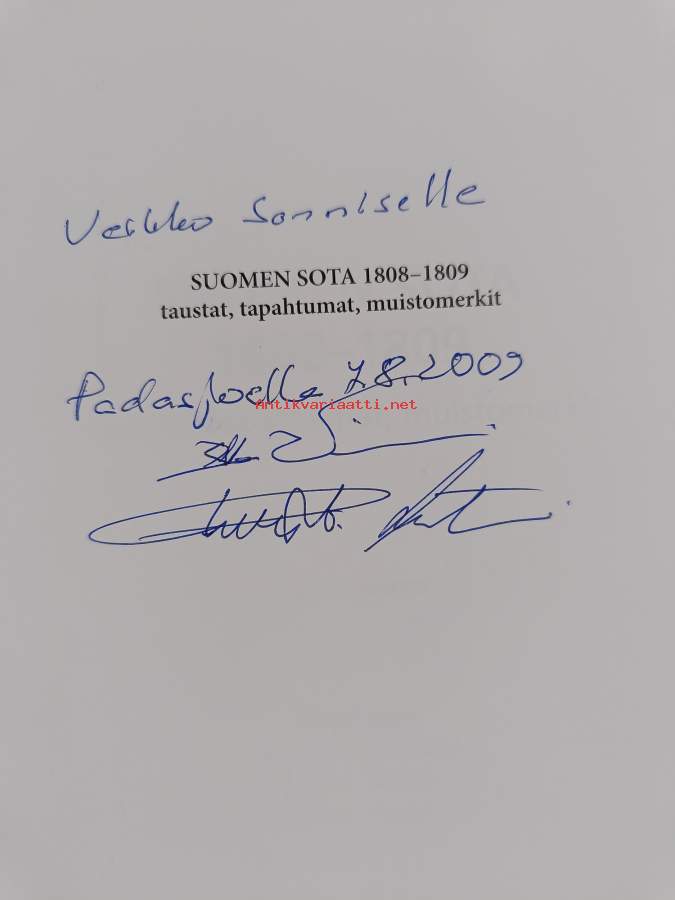 Veikko Sonniselle
SUOMEN SOTA 1808–1809
taustat, tapahtumat, muistomerkit
Padasjoella 7.8.2009
Antikvariaatti.net